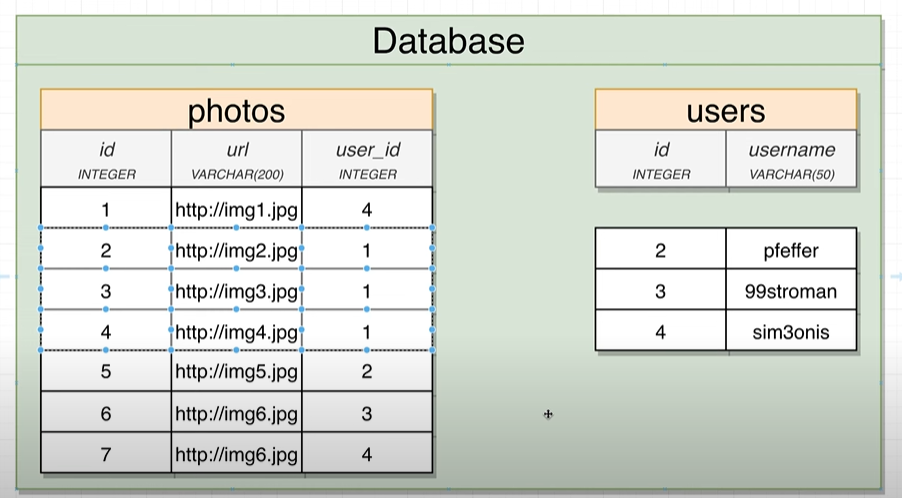 Database
photos
id url user_id
INTEGER VARCHAR(200) INTEGER
1 http://img1.jpg 4
2 http://img2.jpg 1
3 http://img3.jpg 1
4 http://img4.jpg 1
5 http://img5.jpg 2
6 http://img6.jpg 3
7 http://img6.jpg 4
users
id username
INTEGER VARCHAR(50)
2 pfeffer
3 99stroman
4 sim3onis